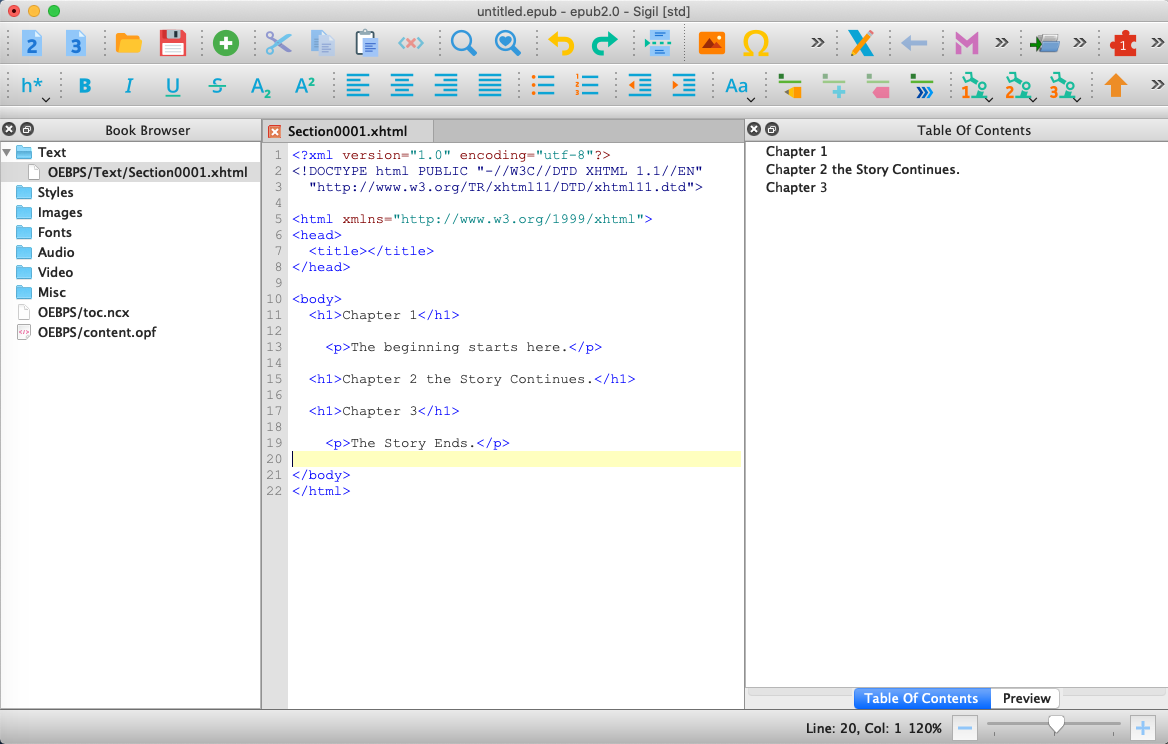 untitled.epub - epub2.0 - Sigil [std]
2 3 1
h* B I U S A2 A2 Aa 1 2 3
Book Browser
Text
OEBPS/Text/Section0001.xhtml
Styles
Images
Fonts
Audio
Video
Misc
OEBPS/toc.ncx
OEBPS/content.opf
Section0001.xhtml
1 <?xml version="1.0" encoding="utf-8"?>
2 <!DOCTYPE html PUBLIC "-//W3C//DTD XHTML 1.1//EN"
3   "http://www.w3.org/TR/xhtml11/DTD/xhtml11.dtd">
4
5 <html xmlns="http://www.w3.org/1999/xhtml">
6 <head>
7   <title></title>
8 </head>
9
10 <body>
11   <h1>Chapter 1</h1>
12
13     <p>The beginning starts here.</p>
14
15   <h1>Chapter 2 the Story Continues.</h1>
16
17   <h1>Chapter 3</h1>
18
19     <p>The Story Ends.</p>
20
21 </body>
22 </html>
Table Of Contents
Chapter 1
Chapter 2 the Story Continues.
Chapter 3
Table Of Contents Preview
Line: 20, Col: 1 120%